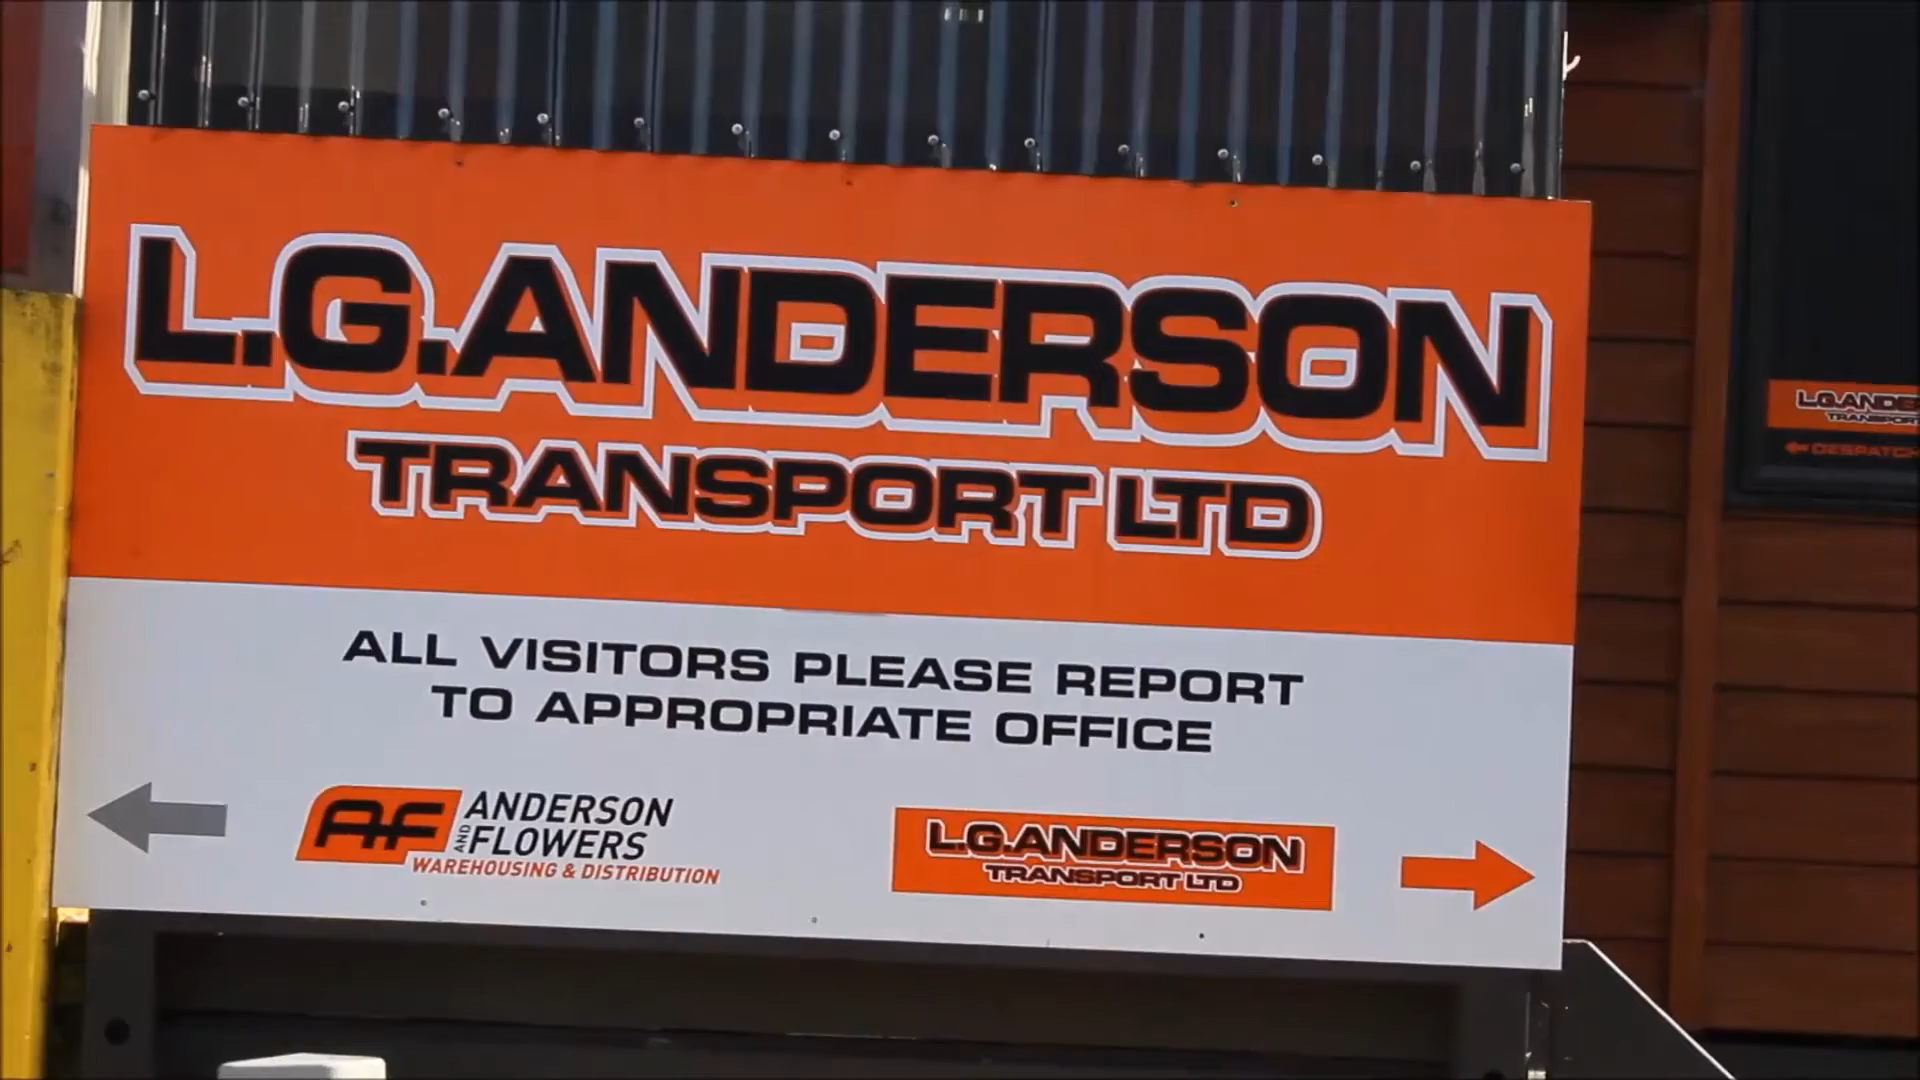 L.G.ANDERSON
TRANSPORT LTD
ALL VISITORS PLEASE REPORT
TO APPROPRIATE OFFICE
AF ANDERSON
AND FLOWERS
WAREHOUSING & DISTRIBUTION
L.G.ANDERSON
TRANSPORT LTD
L.G.ANDE
TRANSPORT
DESPATCH